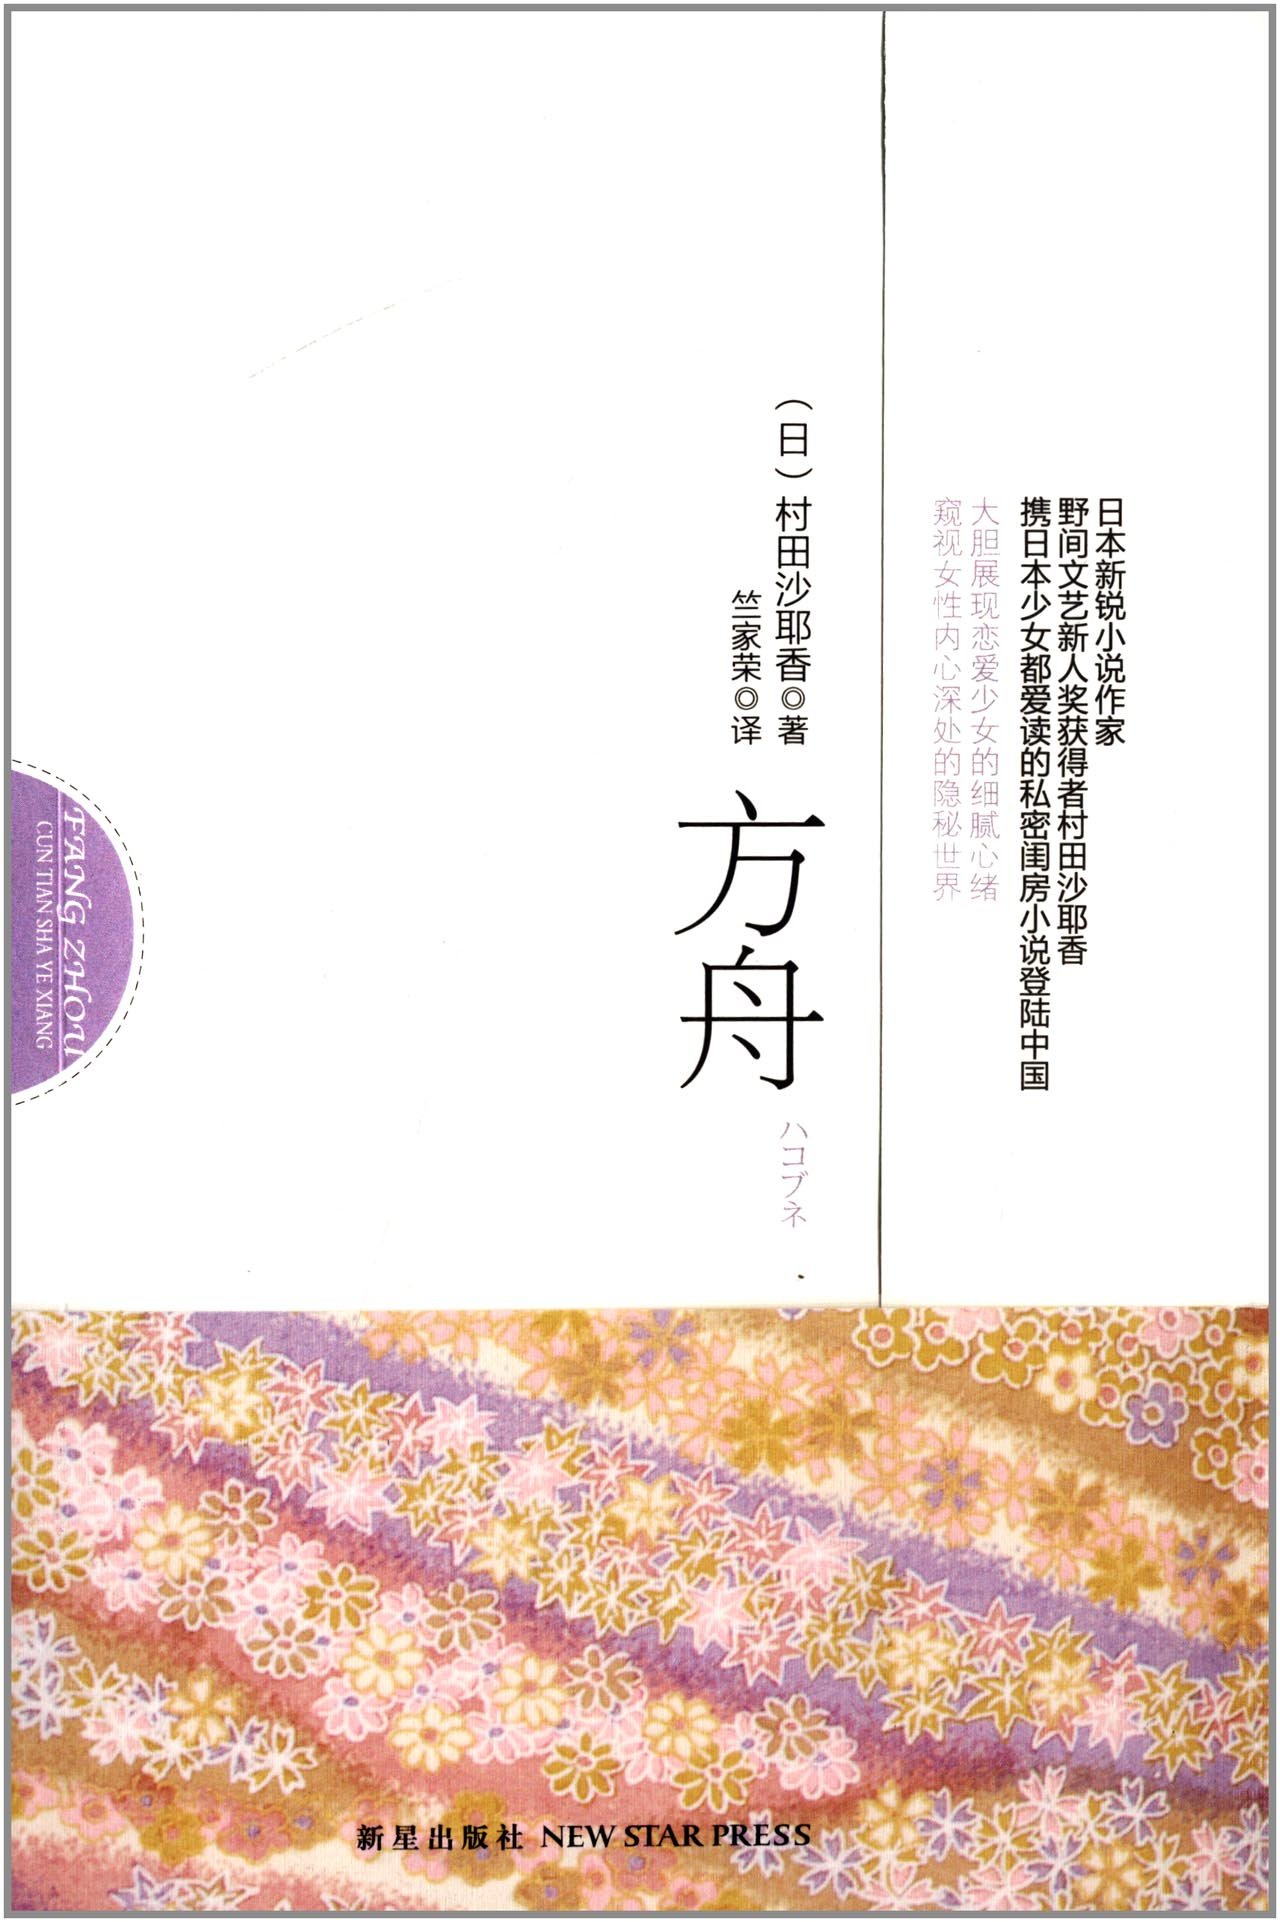 日本新锐小说作家
野间文艺新人奖获得者村田沙耶香
携日本少女都爱读的私密闺房小说登陆中国
大胆展现恋爱少女的细腻心绪
窥视女性内心深处的隐秘世界
（日）村田沙耶香◎著
竺家荣◎译
方舟
ハコブネ
FANG ZHOU
CUN TIAN SHA YE XIANG
新星出版社 NEW STAR PRESS